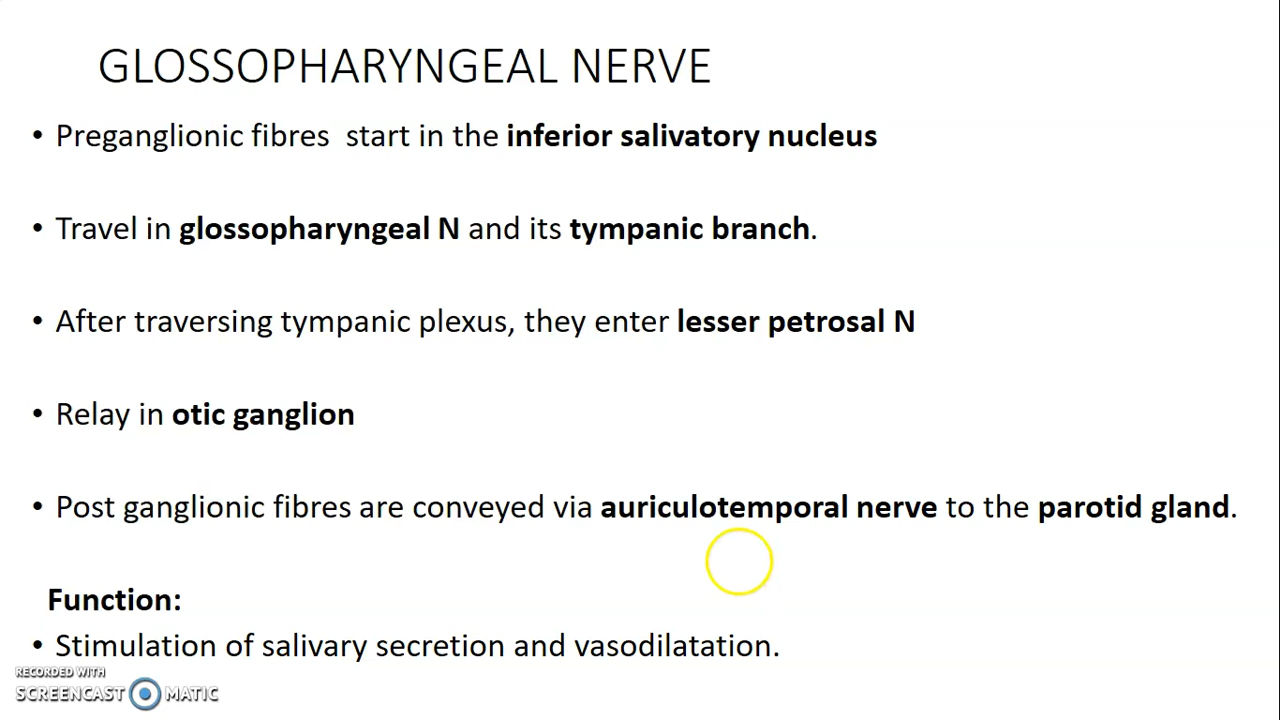 GLOSSOPHARYNGEAL NERVE
• Preganglionic fibres  start in the inferior salivatory nucleus
• Travel in glossopharyngeal N and its tympanic branch.
• After traversing tympanic plexus, they enter lesser petrosal N
• Relay in otic ganglion
• Post ganglionic fibres are conveyed via auriculotemporal nerve to the parotid gland.
Function:
• Stimulation of salivary secretion and vasodilatation.
RECORDED WITH
SCREENCAST MATIC